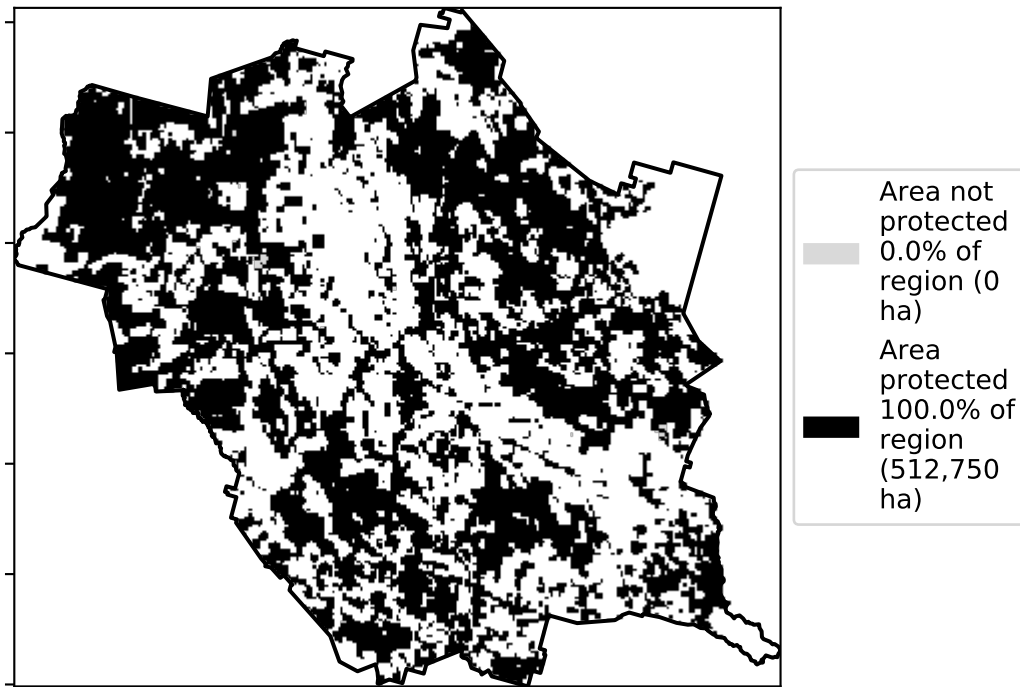 Area not
protected
0.0% of
region (0
ha)
Area
protected
100.0% of
region
(512,750
ha)